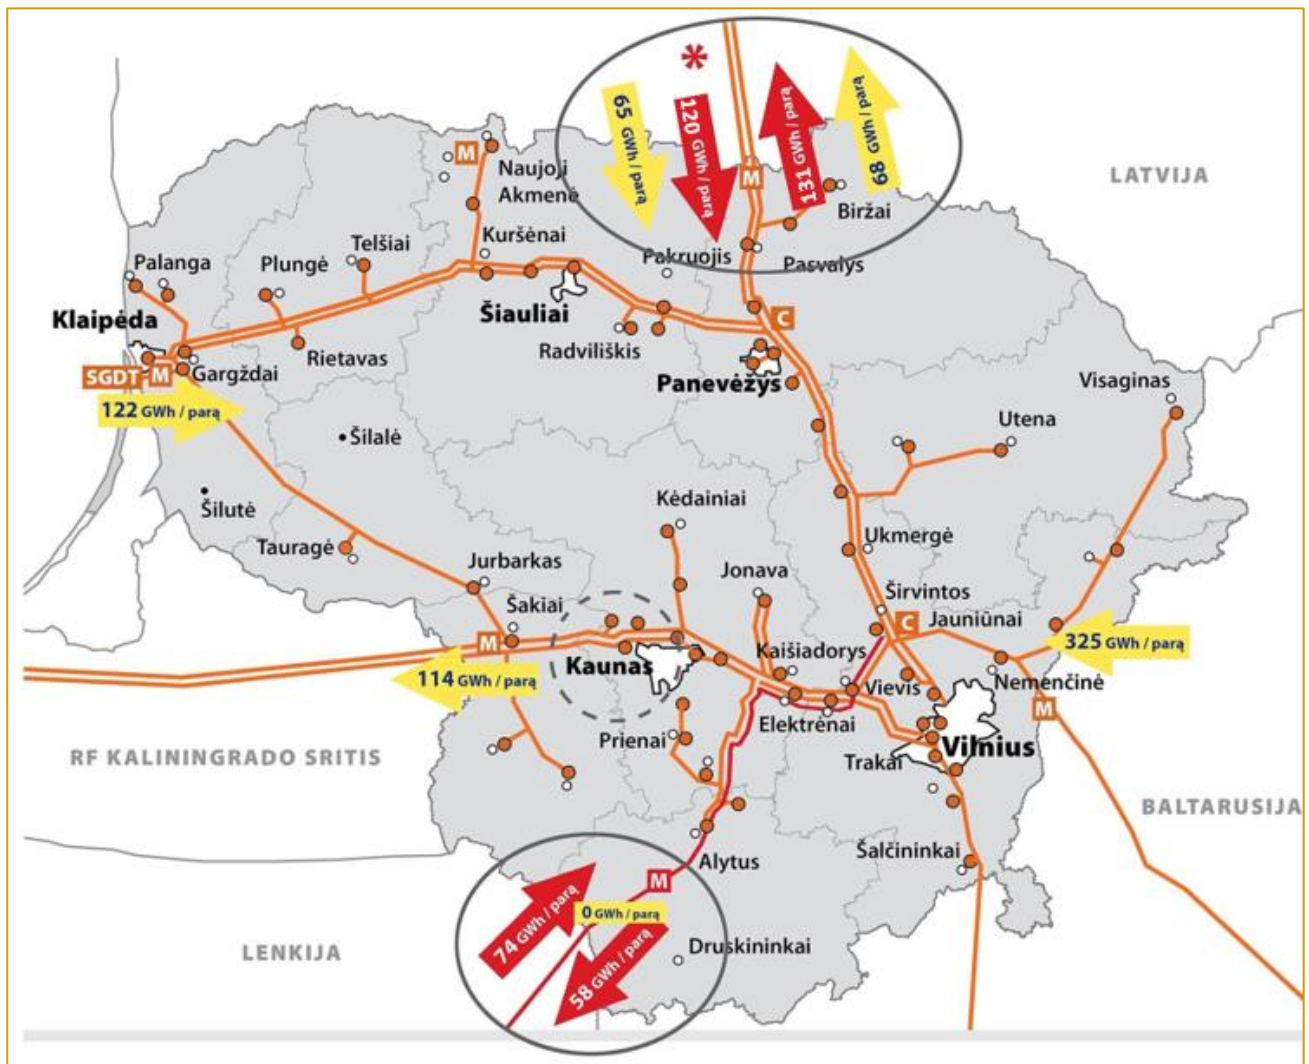 *
65 GWh / parą
120 GWh / parą
131 GWh / parą
68 GWh / parą
LATVIJA
M
Naujoji
Akmenė
M
Biržai
Kuršėnai
Telšiai
Palanga
Plungė
Pakruojis
Pasvalys
Klaipėda
Šiauliai
C
Rietavas
Radviliškis
SGDT
M
Gargždai
Panevėžys
Visaginas
122 GWh / parą
Utena
Šilalė
Šilutė
Kėdainiai
Tauragė
Ukmergė
Jurbarkas
Jonava
Širvintos
Šakiai
C
Jauniūnai
M
Kaunas
Kaišiadorys
325 GWh / parą
114 GWh / parą
Vievis
Nemenčinė
Elektrėnai
M
Prienai
Vilnius
RF KALININGRADO SRITIS
Trakai
BALTARUSIJA
Alytus
Šalčininkai
M
74 GWh / parą
0 GWh / parą
58 GWh / parą
Druskininkai
LENKIJA